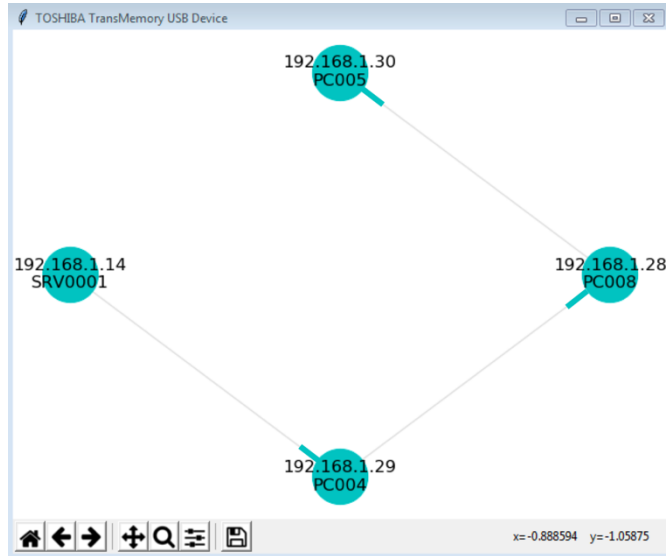 TOSHIBA TransMemory USB Device
192.168.1.30
PC005
192.168.1.14
SRV0001
192.168.1.28
PC008
192.168.1.29
PC004
x=-0.888594 y=-1.05875